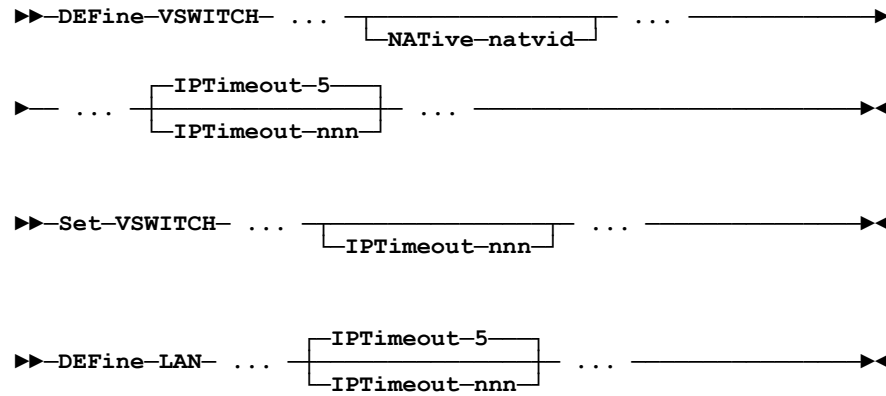 ►►─DEFine─VSWITCH─ ... ─ ... ─►
NATive─natvid
IPTimeout─5
►── ... ─ ... ─►◄
IPTimeout─nnn
►►─Set─VSWITCH─ ... ─ ... ─►◄
IPTimeout─nnn
IPTimeout─5
►►─DEFine─LAN─ ... ─ ... ─►◄
IPTimeout─nnn